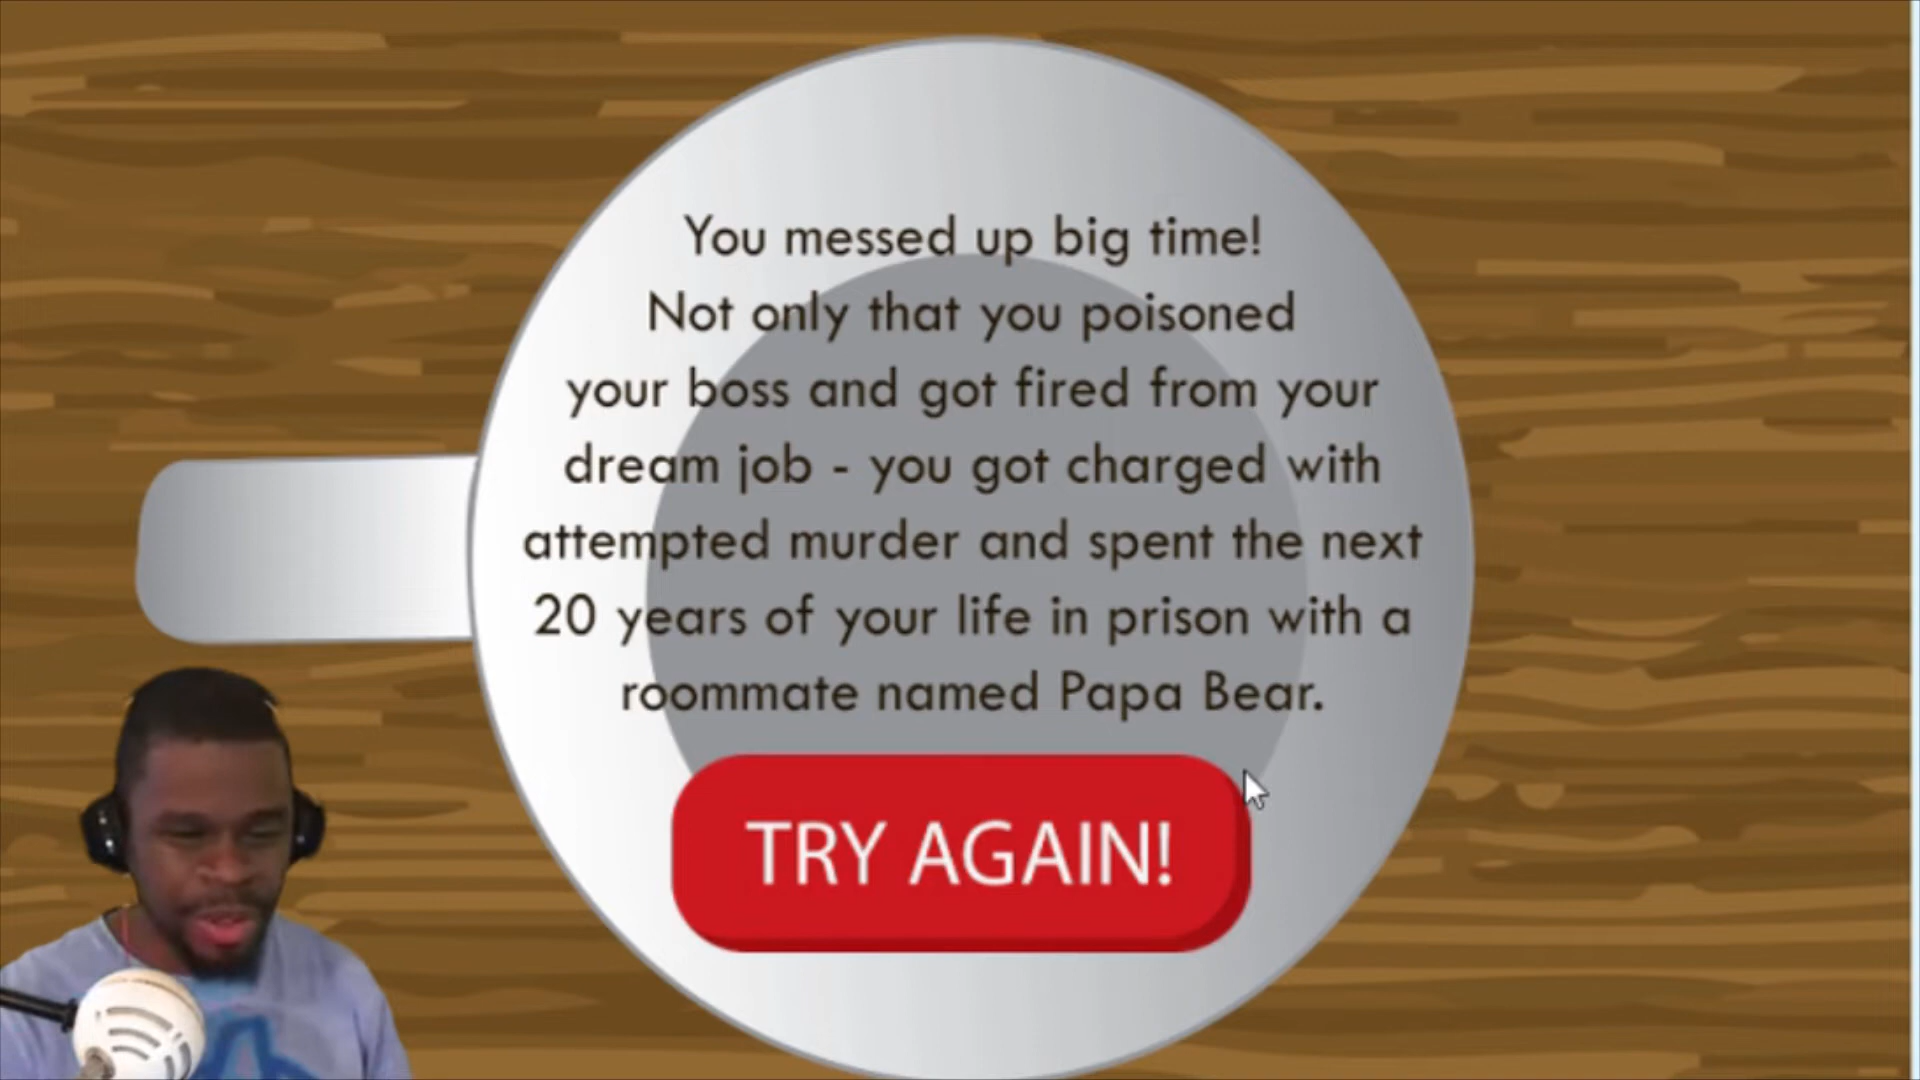 You messed up big time!
Not only that you poisoned
your boss and got fired from your
dream job - you got charged with
attempted murder and spent the next
20 years of your life in prison with a
roommate named Papa Bear.
TRY AGAIN!